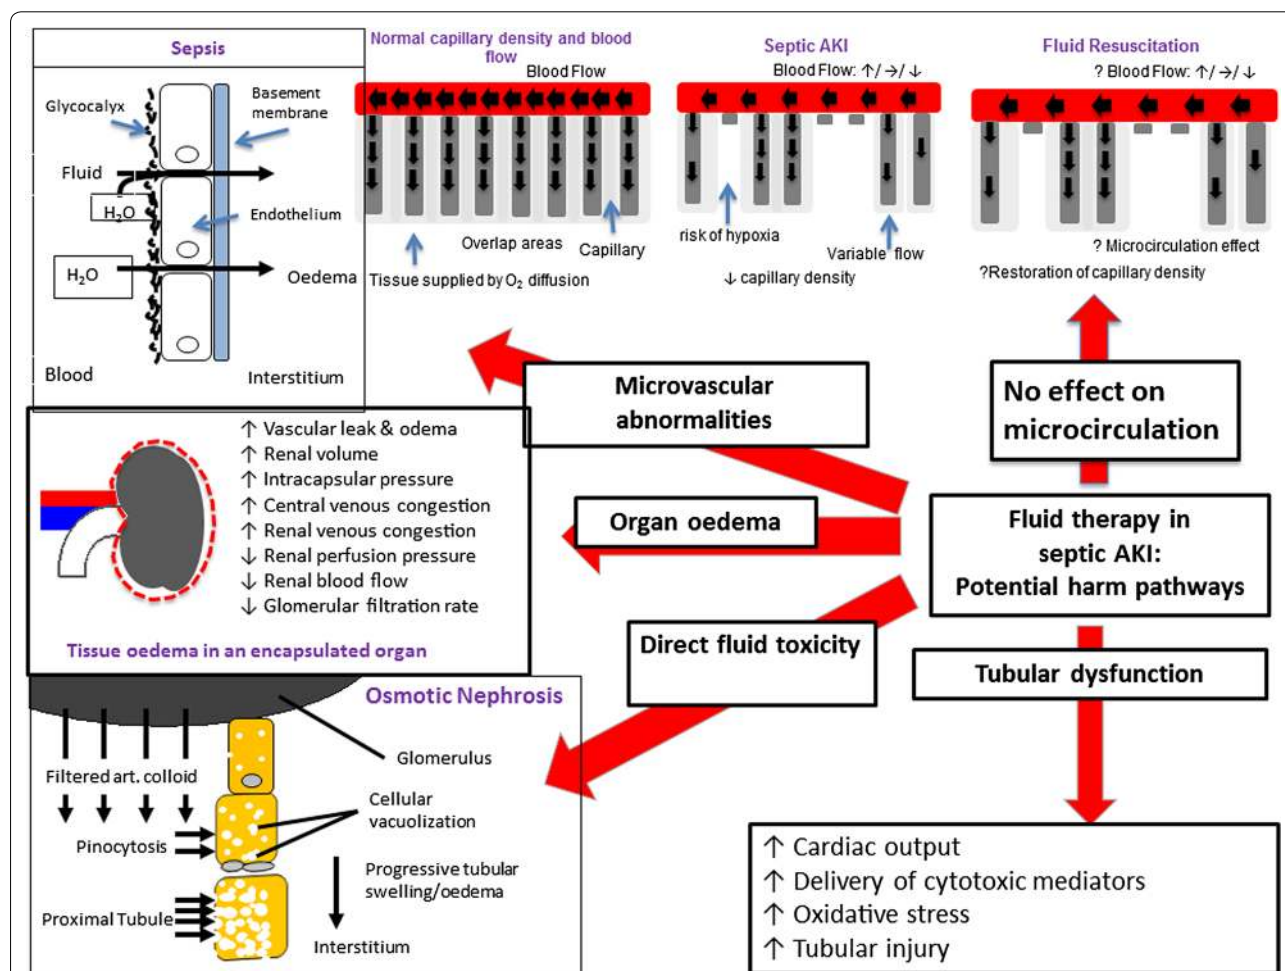 Sepsis
Glycocalyx
Basement
membrane
Fluid
H₂O
Endothelium
H₂O
Oedema
Blood
Interstitium
Normal capillary density and blood
flow
Blood Flow
Overlap areas
Capillary
Tissue supplied by O₂ diffusion
Septic AKI
Blood Flow: ↑/ →/ ↓
risk of hypoxia
Variable flow
↓ capillary density
Fluid Resuscitation
? Blood Flow: ↑/ →/ ↓
? Microcirculation effect
?Restoration of capillary density
Microvascular
abnormalities
No effect on
microcirculation
↑ Vascular leak & odema
↑ Renal volume
↑ Intracapsular pressure
↑ Central venous congestion
↑ Renal venous congestion
↓ Renal perfusion pressure
↓ Renal blood flow
↓ Glomerular filtration rate
Tissue oedema in an encapsulated organ
Organ oedema
Fluid therapy in
septic AKI:
Potential harm pathways
Direct fluid toxicity
Tubular dysfunction
Osmotic Nephrosis
Glomerulus
Filtered art. colloid
Cellular
vacuolization
Pinocytosis
Progressive tubular
swelling/oedema
Proximal Tubule
Interstitium
↑ Cardiac output
↑ Delivery of cytotoxic mediators
↑ Oxidative stress
↑ Tubular injury